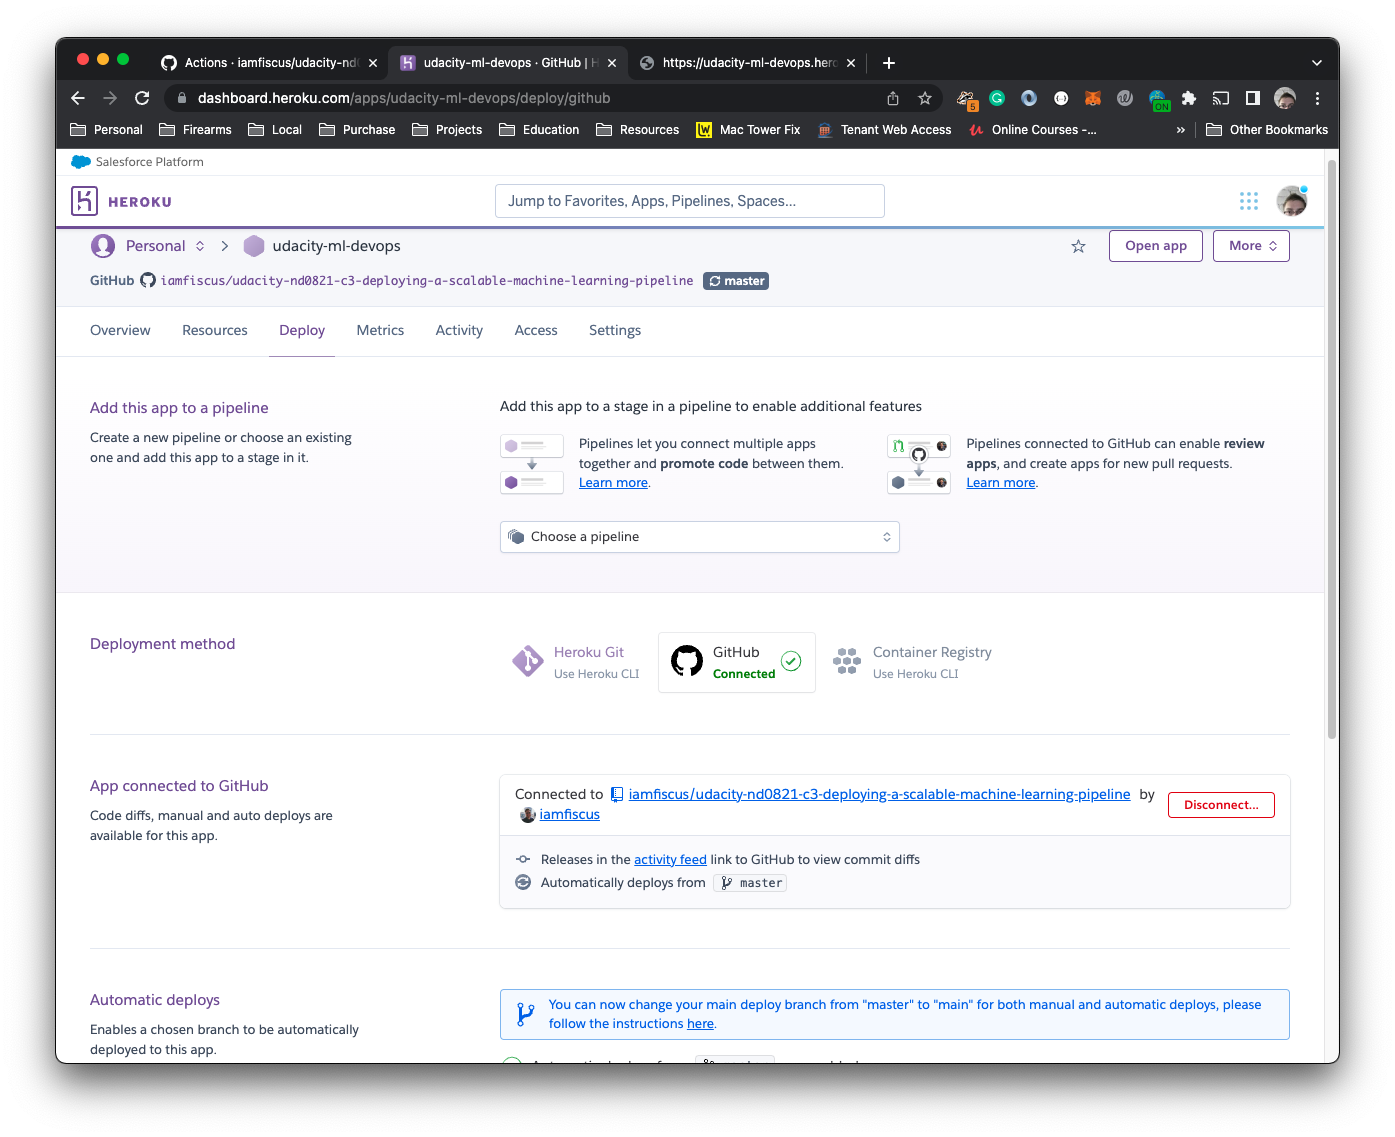 Actions · iamfiscus/udacity-nd
udacity-ml-devops · GitHub | H
https://udacity-ml-devops.hero
dashboard.heroku.com/apps/udacity-ml-devops/deploy/github
5
ON
Personal
Firearms
Local
Purchase
Projects
Education
Resources
Mac Tower Fix
Tenant Web Access
Online Courses -...
»
Other Bookmarks
Salesforce Platform
HEROKU
Jump to Favorites, Apps, Pipelines, Spaces...
Personal
udacity-ml-devops
Open app
More
GitHub iamfiscus/udacity-nd0821-c3-deploying-a-scalable-machine-learning-pipeline master
Overview
Resources
Deploy
Metrics
Activity
Access
Settings
Add this app to a pipeline
Create a new pipeline or choose an existing
one and add this app to a stage in it.
Add this app to a stage in a pipeline to enable additional features
Pipelines let you connect multiple apps
together and promote code between them.
Learn more.
Pipelines connected to GitHub can enable review
apps, and create apps for new pull requests.
Learn more.
Choose a pipeline
Deployment method
Heroku Git
Use Heroku CLI
GitHub
Connected
Container Registry
Use Heroku CLI
App connected to GitHub
Code diffs, manual and auto deploys are
available for this app.
Connected to iamfiscus/udacity-nd0821-c3-deploying-a-scalable-machine-learning-pipeline by
iamfiscus
Disconnect...
Releases in the activity feed link to GitHub to view commit diffs
Automatically deploys from master
Automatic deploys
Enables a chosen branch to be automatically
deployed to this app.
You can now change your main deploy branch from "master" to "main" for both manual and automatic deploys, please
follow the instructions here.